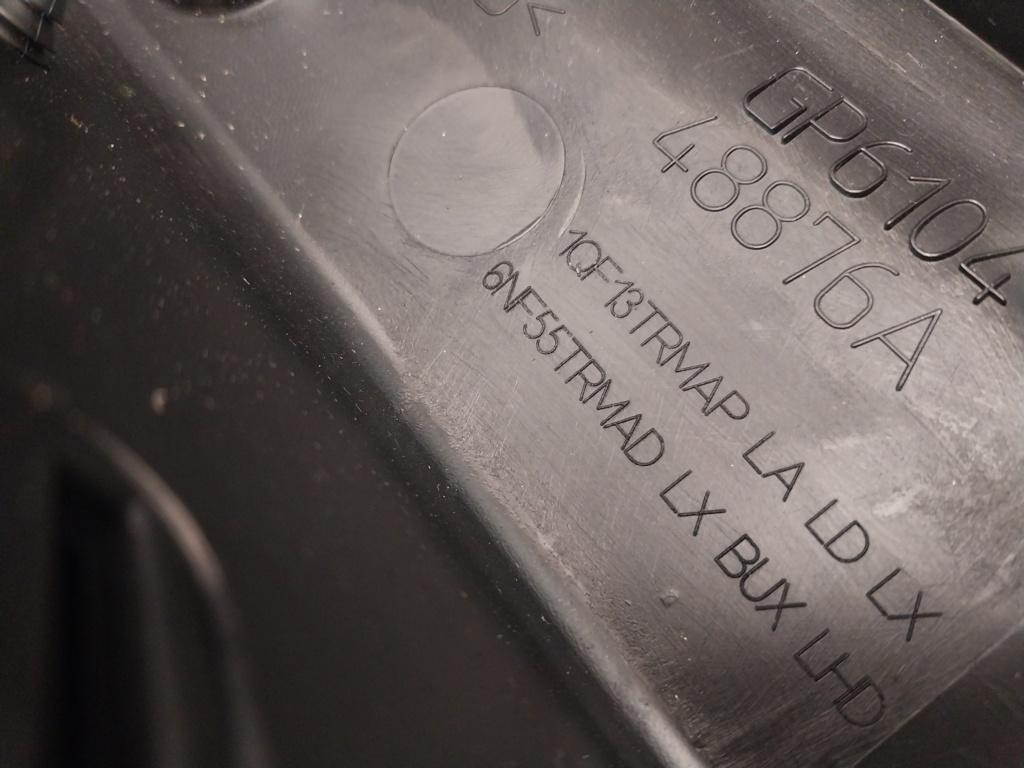 GP6104
48876A
1QF13TRMAP LA LD LX
6NF55TRMAD LX BUX LHD